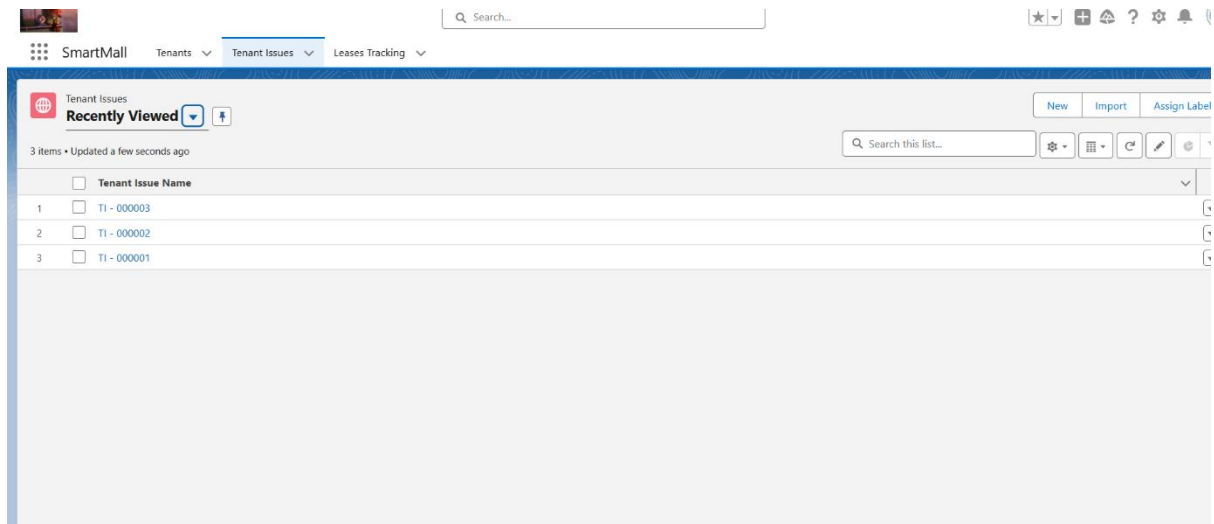 Search...
SmartMall Tenants Tenant Issues Leases Tracking
Tenant Issues
Recently Viewed
New Import Assign Label
3 items • Updated a few seconds ago
Search this list...
Tenant Issue Name
1 TI - 000003
2 TI - 000002
3 TI - 000001